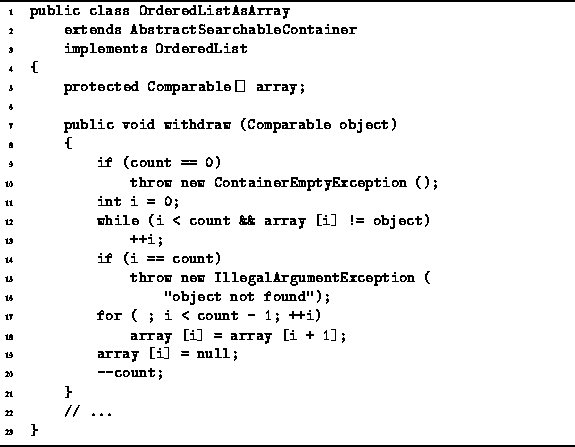 1 public class OrderedListAsArray
2     extends AbstractSearchableContainer
3     implements OrderedList
4 {
5     protected Comparable[] array;
6
7     public void withdraw (Comparable object)
8     {
9         if (count == 0)
10             throw new ContainerEmptyException ();
11         int i = 0;
12         while (i < count && array [i] != object)
13             ++i;
14         if (i == count)
15             throw new IllegalArgumentException (
16                 "object not found");
17         for ( ; i < count - 1; ++i)
18             array [i] = array [i + 1];
19         array [i] = null;
20         --count;
21     }
22     // ...
23 }